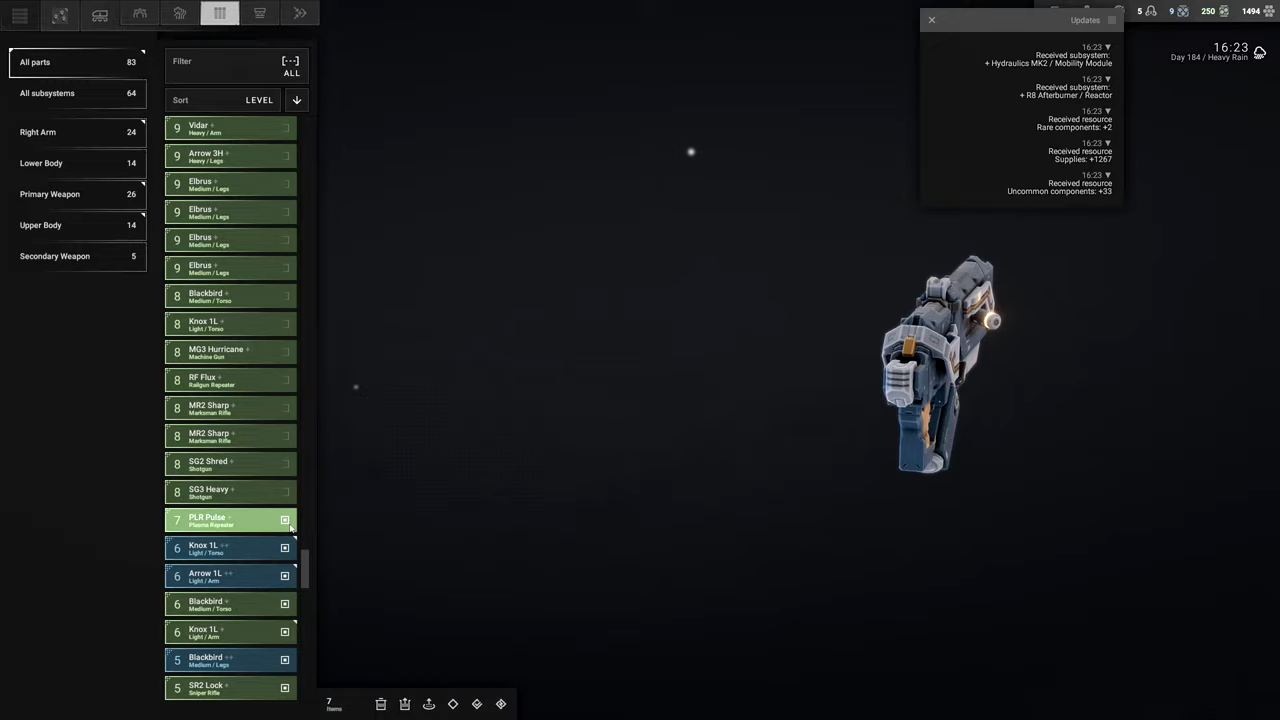 5
9
250
1494
Updates
16:23
Day 184 / Heavy Rain
16:23 ▼
Received subsystem:
+ Hydraulics MK2 / Mobility Module
16:23 ▼
Received subsystem:
+ R8 Afterburner / Reactor
16:23 ▼
Received resource
Rare components: +2
16:23 ▼
Received resource
Supplies: +1267
16:23 ▼
Received resource
Uncommon components: +33
All parts 83
All subsystems 64
Right Arm 24
Lower Body 14
Primary Weapon 26
Upper Body 14
Secondary Weapon 5
Filter
ALL
Sort LEVEL
9 Vidar +
Heavy / Arm
9 Arrow 3H +
Heavy / Legs
9 Elbrus +
Medium / Legs
9 Elbrus +
Medium / Legs
9 Elbrus +
Medium / Legs
9 Elbrus +
Medium / Legs
8 Blackbird +
Medium / Torso
8 Knox 1L +
Light / Torso
8 MG3 Hurricane +
Machine Gun
8 RF Flux +
Railgun Repeater
8 MR2 Sharp +
Marksman Rifle
8 MR2 Sharp +
Marksman Rifle
8 SG2 Shred +
Shotgun
8 SG3 Heavy +
Shotgun
7 PLR Pulse +
Plasma Repeater
6 Knox 1L ++
Light / Torso
6 Arrow 1L ++
Light / Arm
6 Blackbird +
Medium / Torso
6 Knox 1L +
Light / Arm
5 Blackbird ++
Medium / Legs
5 SR2 Lock +
Sniper Rifle
7
Items